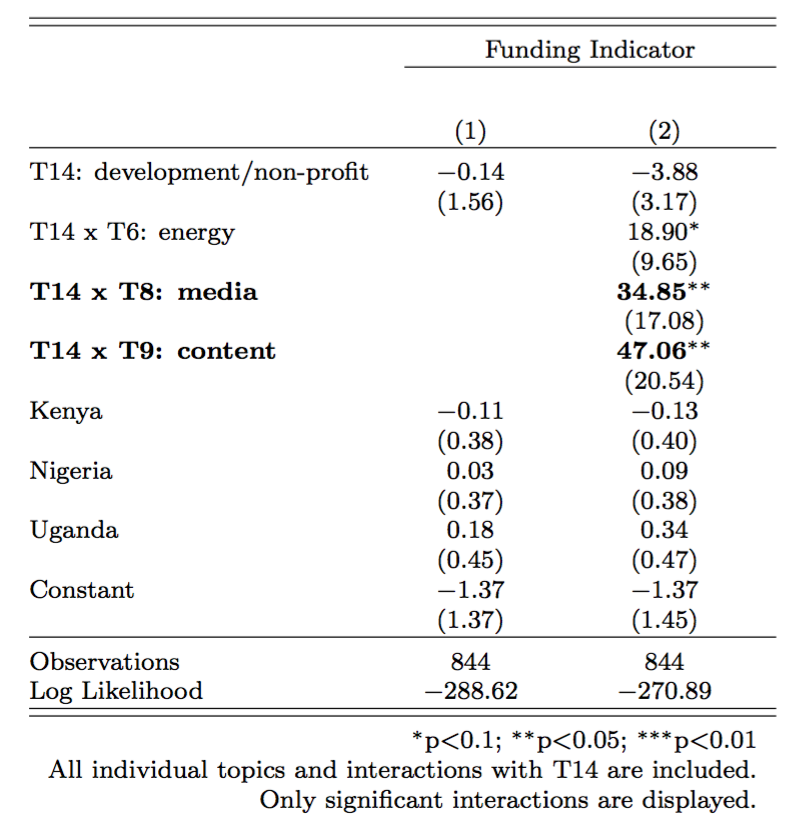 Funding Indicator
(1) (2)
T14: development/non-profit −0.14 −3.88
(1.56) (3.17)
T14 x T6: energy 18.90*
(9.65)
T14 x T8: media 34.85**
(17.08)
T14 x T9: content 47.06**
(20.54)
Kenya −0.11 −0.13
(0.38) (0.40)
Nigeria 0.03 0.09
(0.37) (0.38)
Uganda 0.18 0.34
(0.45) (0.47)
Constant −1.37 −1.37
(1.37) (1.45)
Observations 844 844
Log Likelihood −288.62 −270.89
*p<0.1; **p<0.05; ***p<0.01
All individual topics and interactions with T14 are included.
Only significant interactions are displayed.